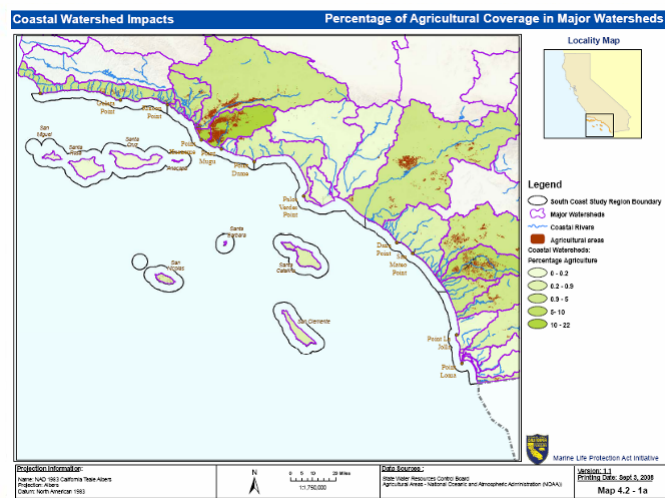 Coastal Watershed Impacts
Percentage of Agricultural Coverage in Major Watersheds
Locality Map
Point
Point
San
Miguel
Santa
Rosa
Santa
Cruz
Anacapa
Point
Mugu
Point
Dume
Palos
Verdes
Point
Santa
Barbara
San
Nicolas
Santa
Catalina
Dana
Point
San
Mateo
Point
San Clemente
Point La
Jolla
Point
Loma
Legend
South Coast Study Region Boundary
Major Watersheds
Coastal Rivers
Agricultural areas
Coastal Watersheds:
Percentage Agriculture
0 - 0.2
0.2 - 0.9
0.9 - 5
5- 10
10 - 22
Marine Life Protection Act Initiative
Projection Information:
Name: NAD 1983 California Teale Albers
Projection: Albers
Datum: North American 1983
N
0 5 10 20 Miles
1:1,750,000
Data Sources :
State Water Resources Control Board
Agricultural Areas - National Oceanic and Atmospheric Administration (NOAA)
Version: 1.1
Printing Date: Sept 3, 2008
Map 4.2 - 1a